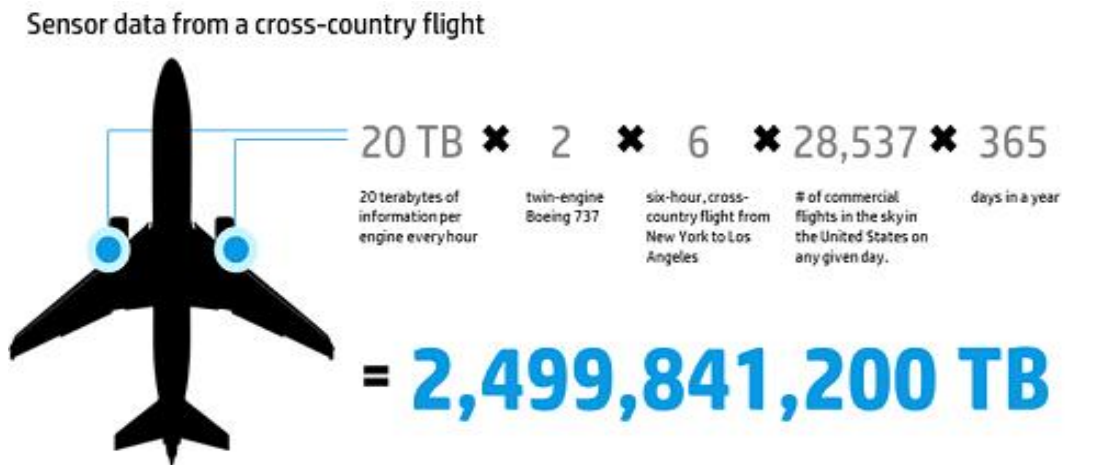 Sensor data from a cross-country flight
20 TB ✖ 2 ✖ 6 ✖ 28,537 ✖ 365
20 terabytes of
information per
engine every hour
twin-engine
Boeing 737
six-hour, cross-
country flight from
New York to Los
Angeles
# of commercial
flights in the sky in
the United States on
any given day.
days in a year
= 2,499,841,200 TB